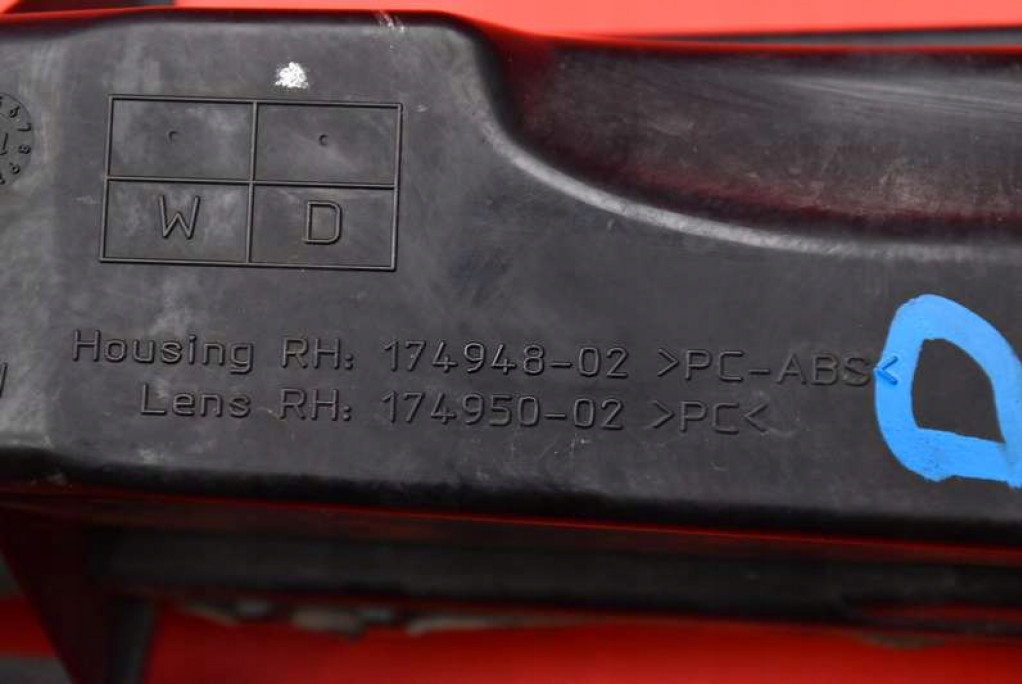 W D
Housing RH: 174948-02 >PC-ABS<
Lens RH: 174950-02 >PC<